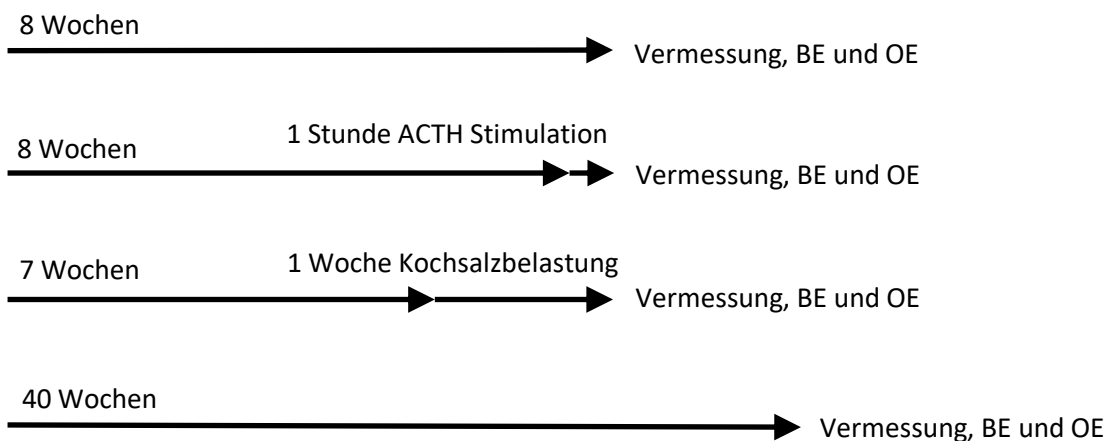 8 Wochen
Vermessung, BE und OE
8 Wochen
1 Stunde ACTH Stimulation
Vermessung, BE und OE
7 Wochen
1 Woche Kochsalzbelastung
Vermessung, BE und OE
40 Wochen
Vermessung, BE und OE